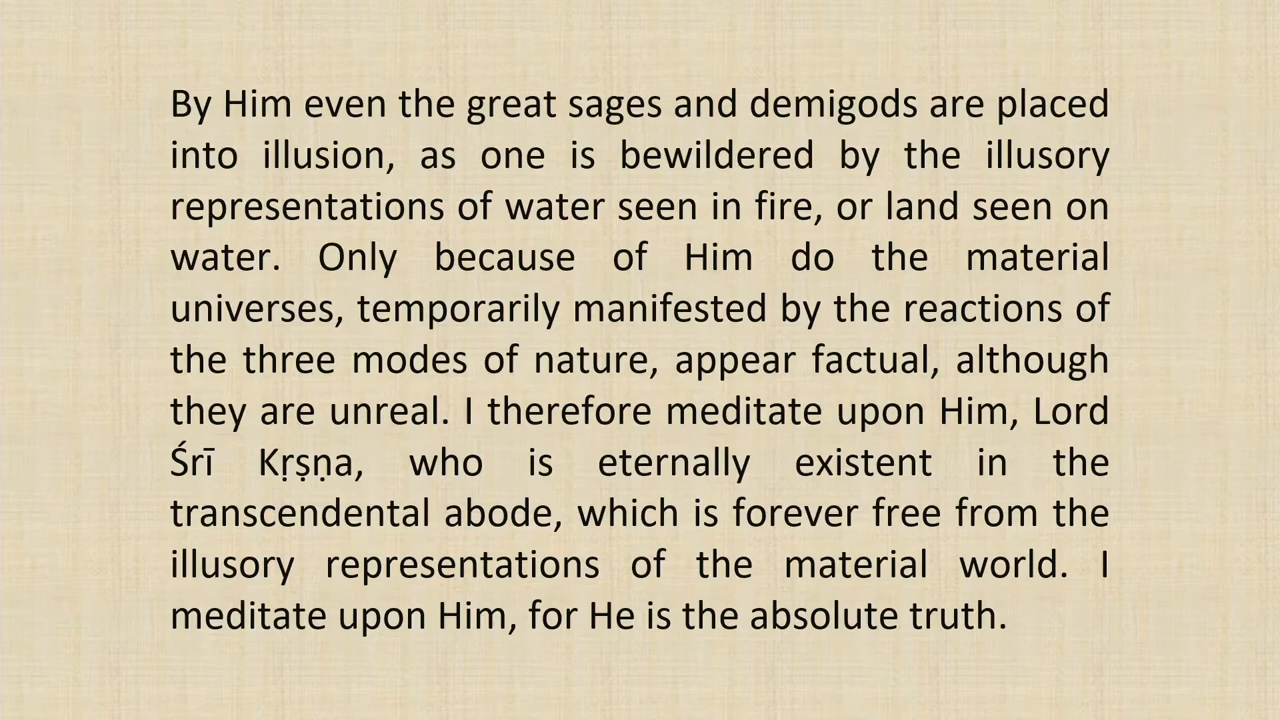 By Him even the great sages and demigods are placed
into illusion, as one is bewildered by the illusory
representations of water seen in fire, or land seen on
water. Only because of Him do the material
universes, temporarily manifested by the reactions of
the three modes of nature, appear factual, although
they are unreal. I therefore meditate upon Him, Lord
Śrī Kṛṣṇa, who is eternally existent in the
transcendental abode, which is forever free from the
illusory representations of the material world. I
meditate upon Him, for He is the absolute truth.